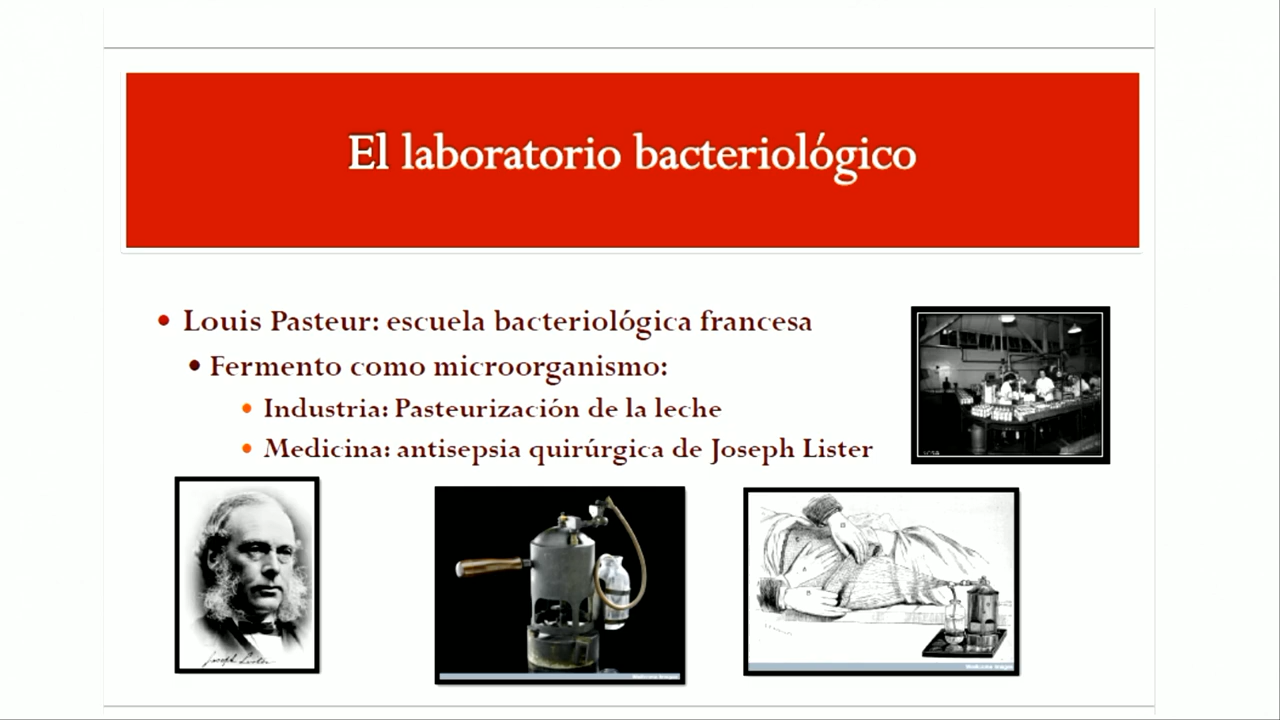 El laboratorio bacteriológico
• Louis Pasteur: escuela bacteriológica francesa
• Fermento como microorganismo:
• Industria: Pasteurización de la leche
• Medicina: antisepsia quirúrgica de Joseph Lister
Joseph Lister